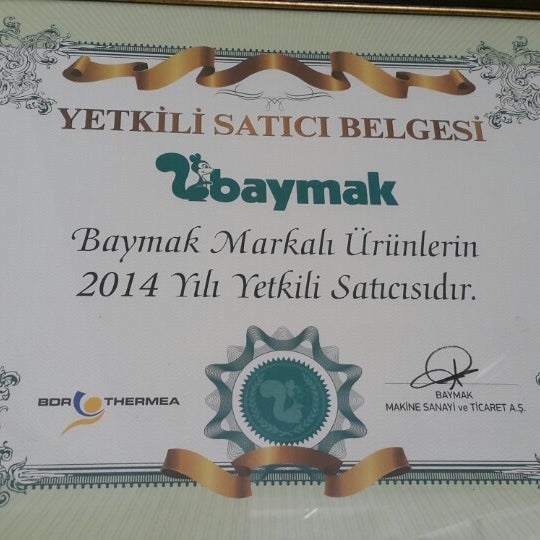 YETKİLİ SATICI BELGESİ
baymak
Baymak Markalı Ürünlerin
2014 Yılı Yetkili Satıcısıdır.
BDR THERMEA
BAYMAK
MAKİNE SANAYİ ve TİCARET A.Ş.